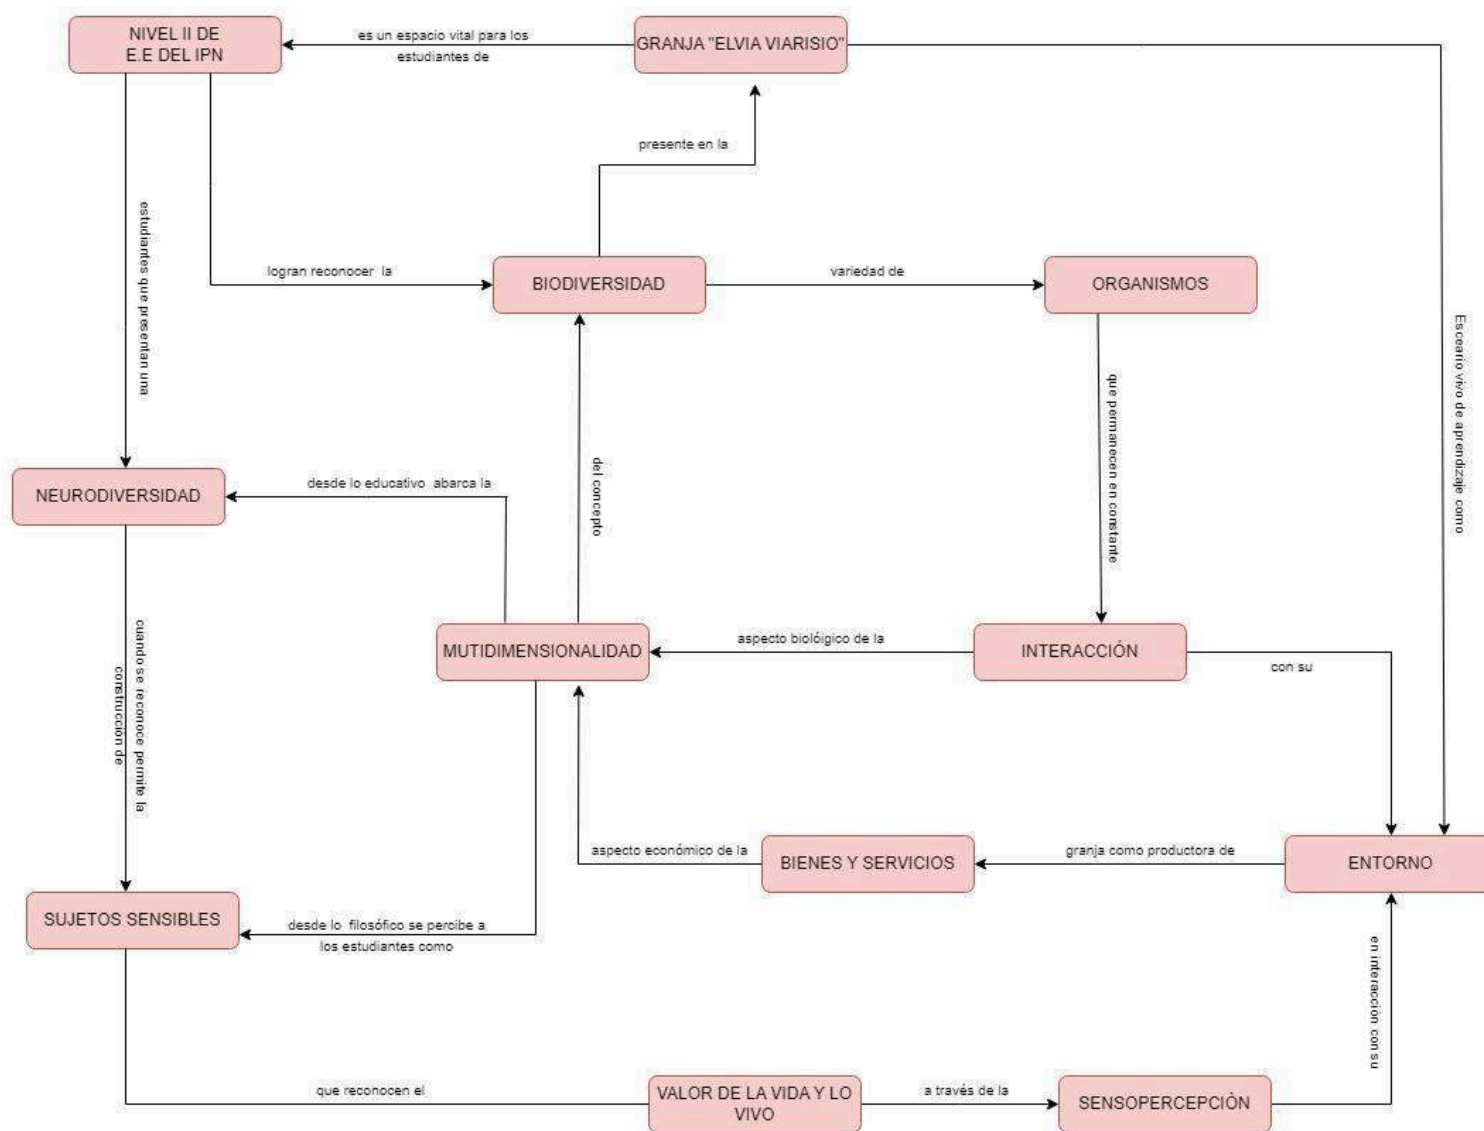 NIVEL II DE
E.E DEL IPN
es un espacio vital para los
estudiantes de
GRANJA "ELVIA VIARISIO"
presente en la
estudiantes que presentan una
logran reconocer la
BIODIVERSIDAD
variedad de
ORGANISMOS
que permanecen en constante
Esceario vivo de aprendizaje como
NEURODIVERSIDAD
desde lo educativo abarca la
del concepto
cuando se reconoce permite la
construcción de
MUTIDIMENSIONALIDAD
aspecto biolóigico de la
INTERACCIÓN
con su
aspecto económico de la
BIENES Y SERVICIOS
granja como productora de
ENTORNO
SUJETOS SENSIBLES
desde lo filosófico se percibe a
los estudiantes como
en interacción con su
que reconocen el
VALOR DE LA VIDA Y LO
VIVO
a través de la
SENSOPERCEPCIÒN